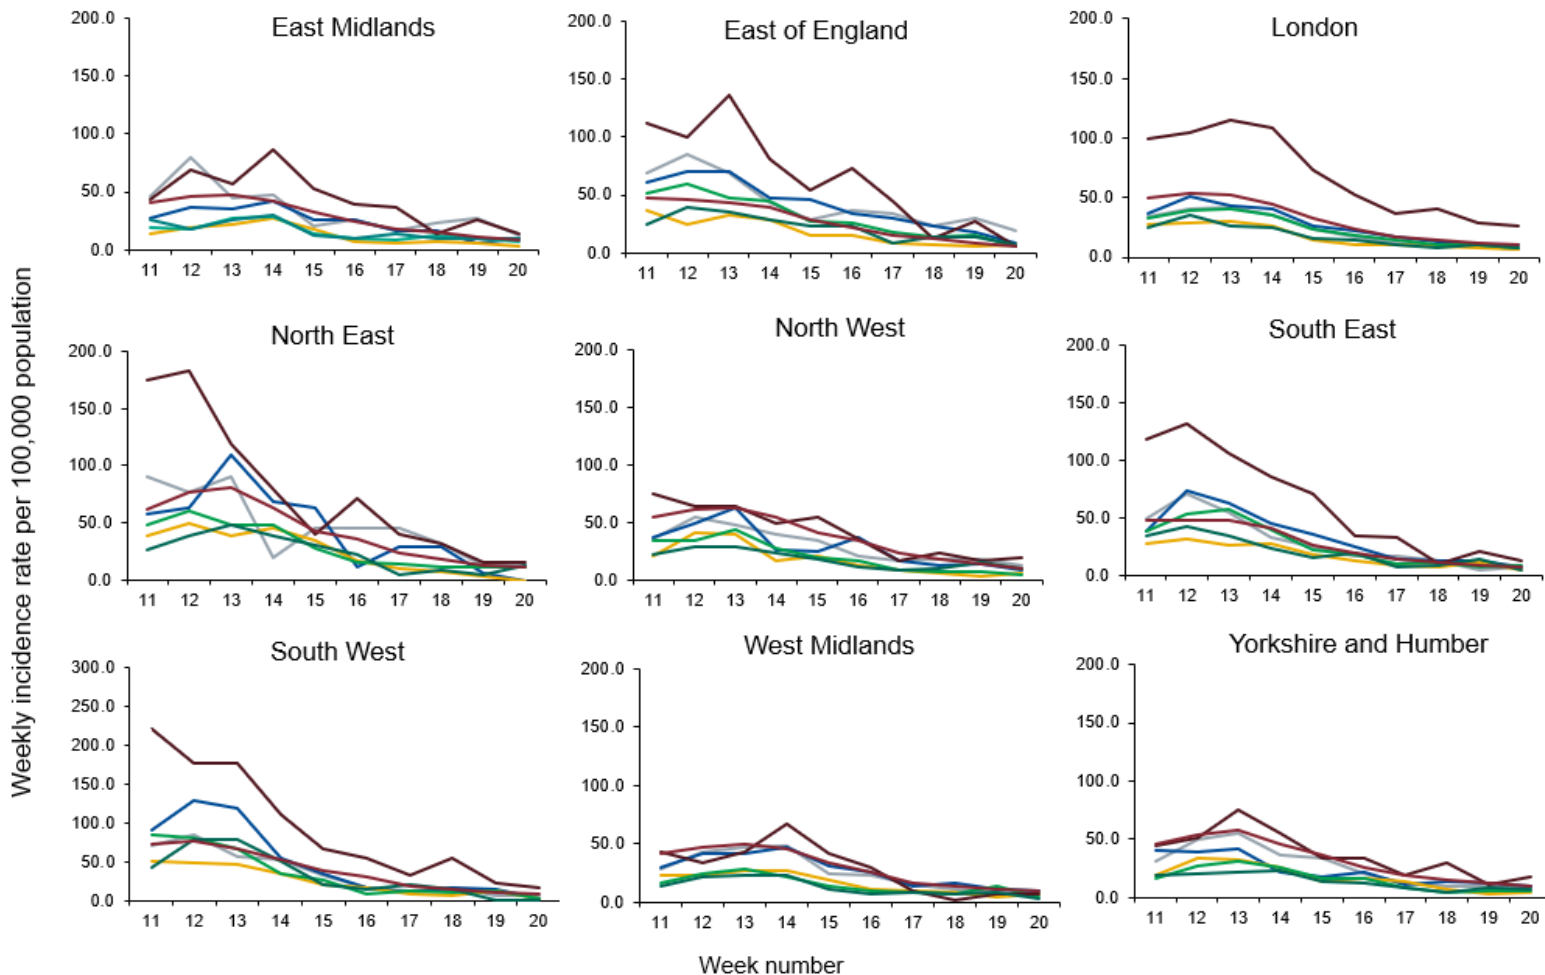 Weekly incidence rate per 100,000 population
East Midlands
200.0
150.0
100.0
50.0
0.0
11 12 13 14 15 16 17 18 19 20
East of England
200.0
150.0
100.0
50.0
0.0
11 12 13 14 15 16 17 18 19 20
London
200.0
150.0
100.0
50.0
0.0
11 12 13 14 15 16 17 18 19 20
North East
200.0
150.0
100.0
50.0
0.0
11 12 13 14 15 16 17 18 19 20
North West
200.0
150.0
100.0
50.0
0.0
11 12 13 14 15 16 17 18 19 20
South East
200.0
150.0
100.0
50.0
0.0
11 12 13 14 15 16 17 18 19 20
South West
300.0
250.0
200.0
150.0
100.0
50.0
0.0
11 12 13 14 15 16 17 18 19 20
West Midlands
200.0
150.0
100.0
50.0
0.0
11 12 13 14 15 16 17 18 19 20
Yorkshire and Humber
200.0
150.0
100.0
50.0
0.0
11 12 13 14 15 16 17 18 19 20
Week number